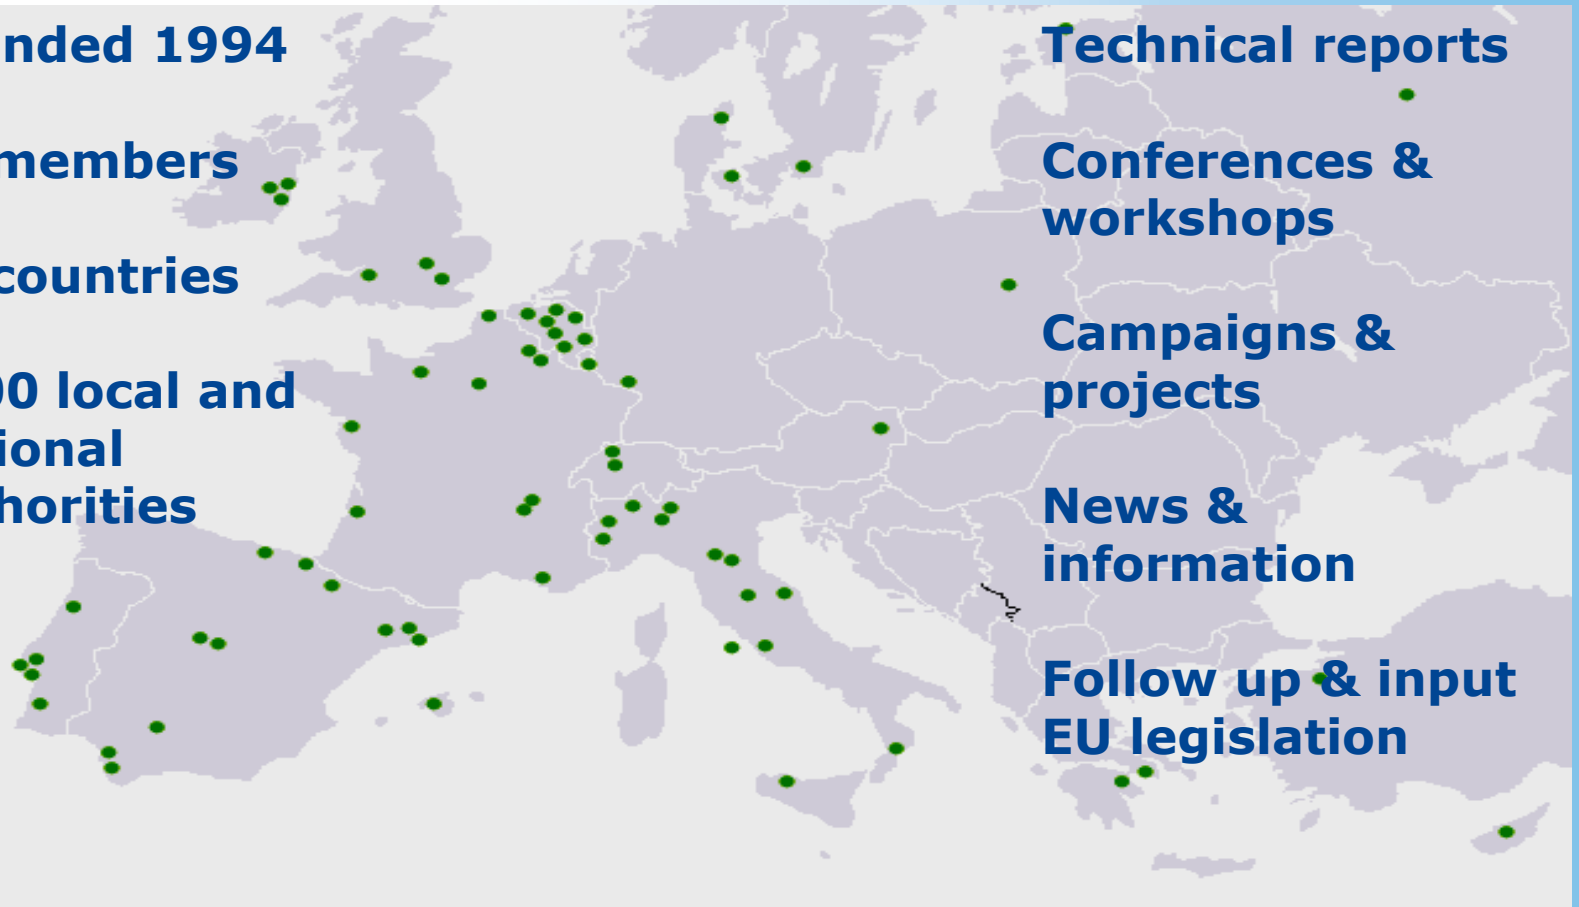 nded 1994
members
countries
00 local and
ional
horities
Technical reports
Conferences &
workshops
Campaigns &
projects
News &
information
Follow up & input
EU legislation